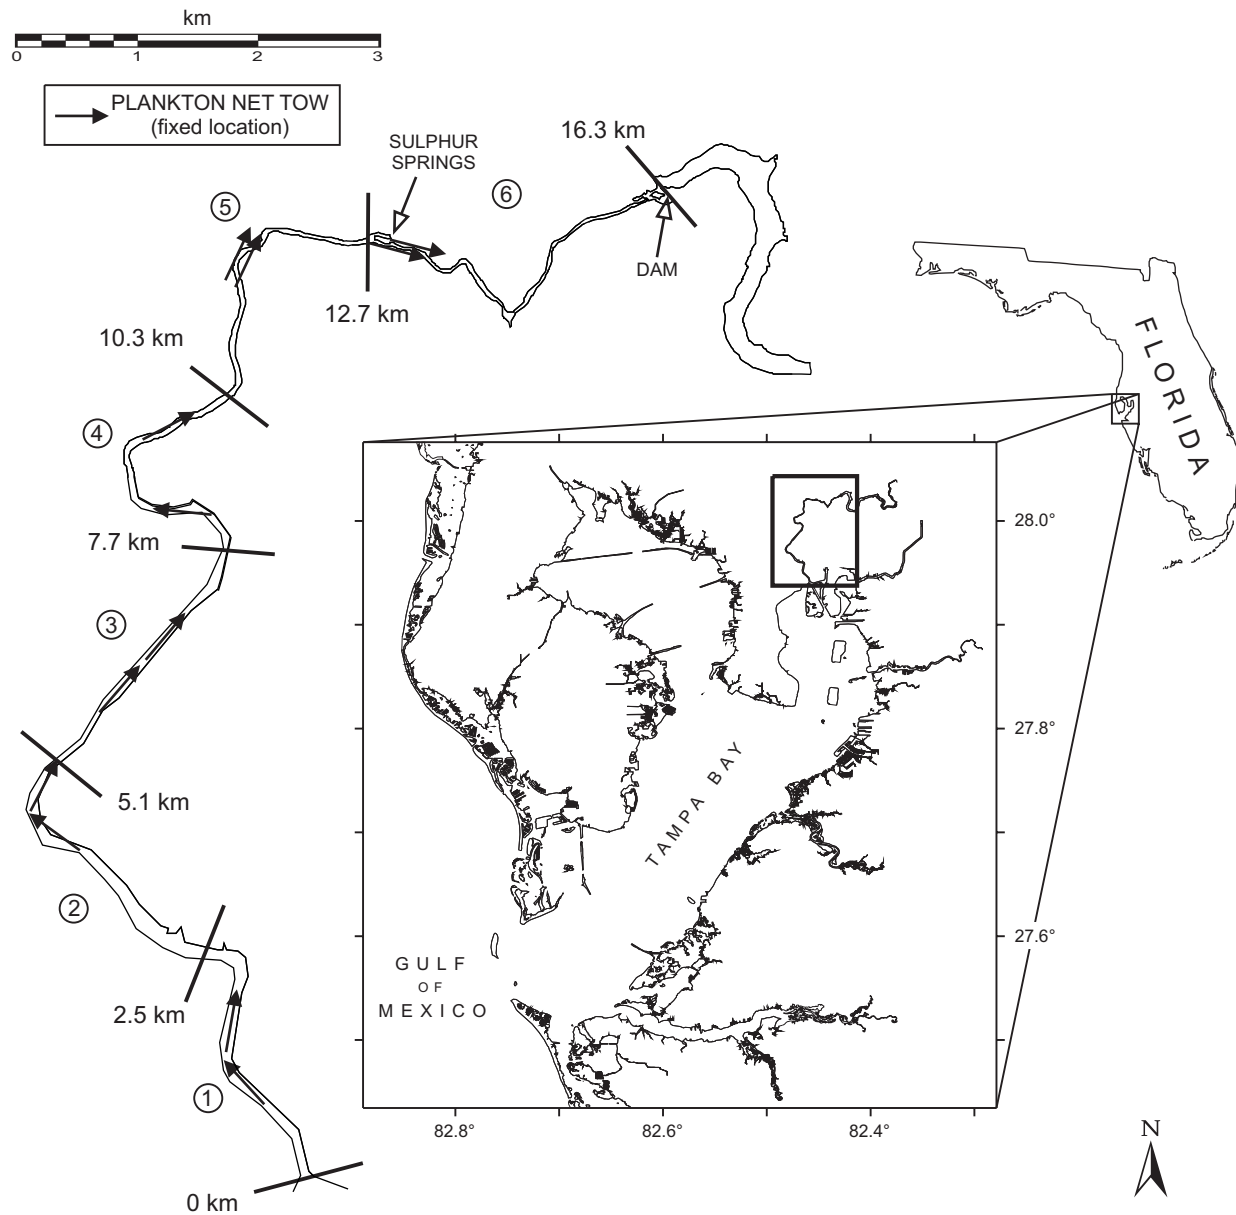 km
0 1 2 3
PLANKTON NET TOW
(fixed location)
SULPHUR
SPRINGS
16.3 km
6
5
DAM
12.7 km
10.3 km
4
7.7 km
3
5.1 km
2
2.5 km
1
0 km
FLORIDA
28.0°
27.8°
27.6°
TAMPA BAY
GULF
OF
MEXICO
82.8° 82.6° 82.4°
N